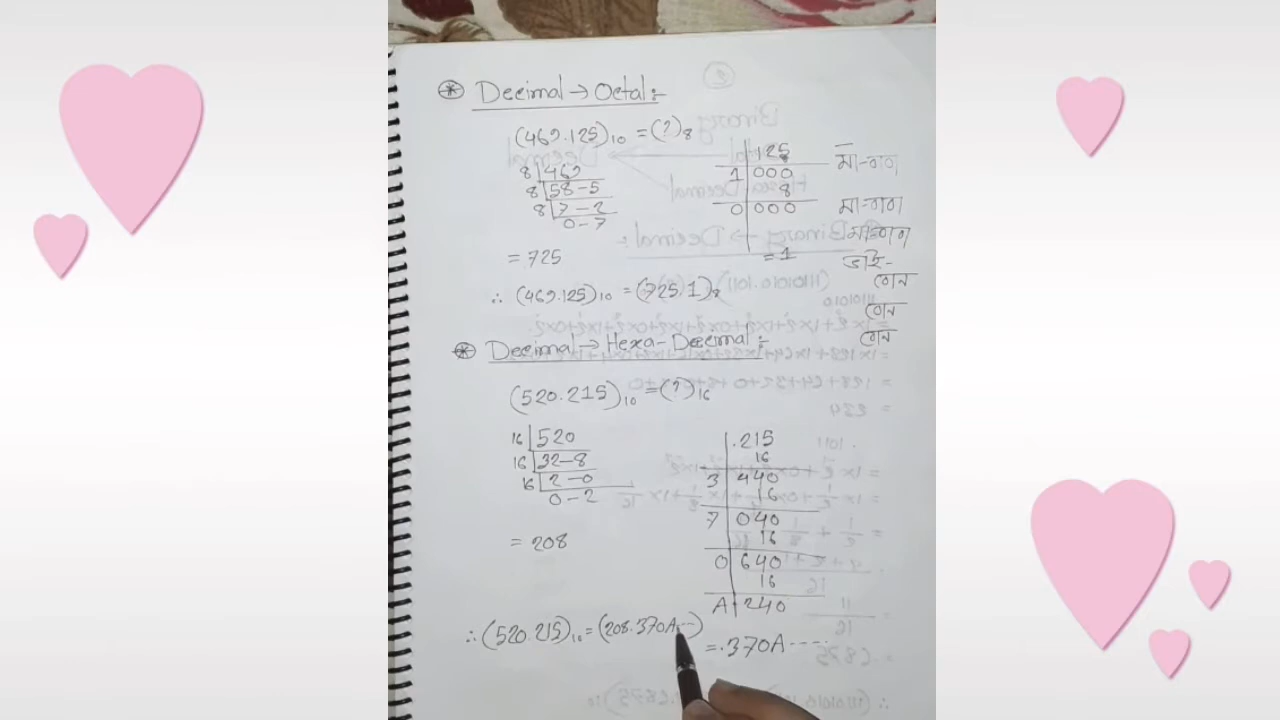 Decimal → Octal:-
(469.125)₁₀ = (?)₈
8 | 469
8 | 58 - 5
8 | 7 - 2
0 - 7
= 725
.125
8
1 | 000
8
0 | 000
= .1
∴ (469.125)₁₀ = (725.1)₈
Decimal → Hexa-Decimal:-
(520.215)₁₀ = (?)₁₆
16 | 520
16 | 32 - 8
16 | 2 - 0
0 - 2
= 208
.215
16
3 | 440
16
7 | 040
16
0 | 640
16
A | 240
= .370A ----
∴ (520.215)₁₀ = (208.370A---)